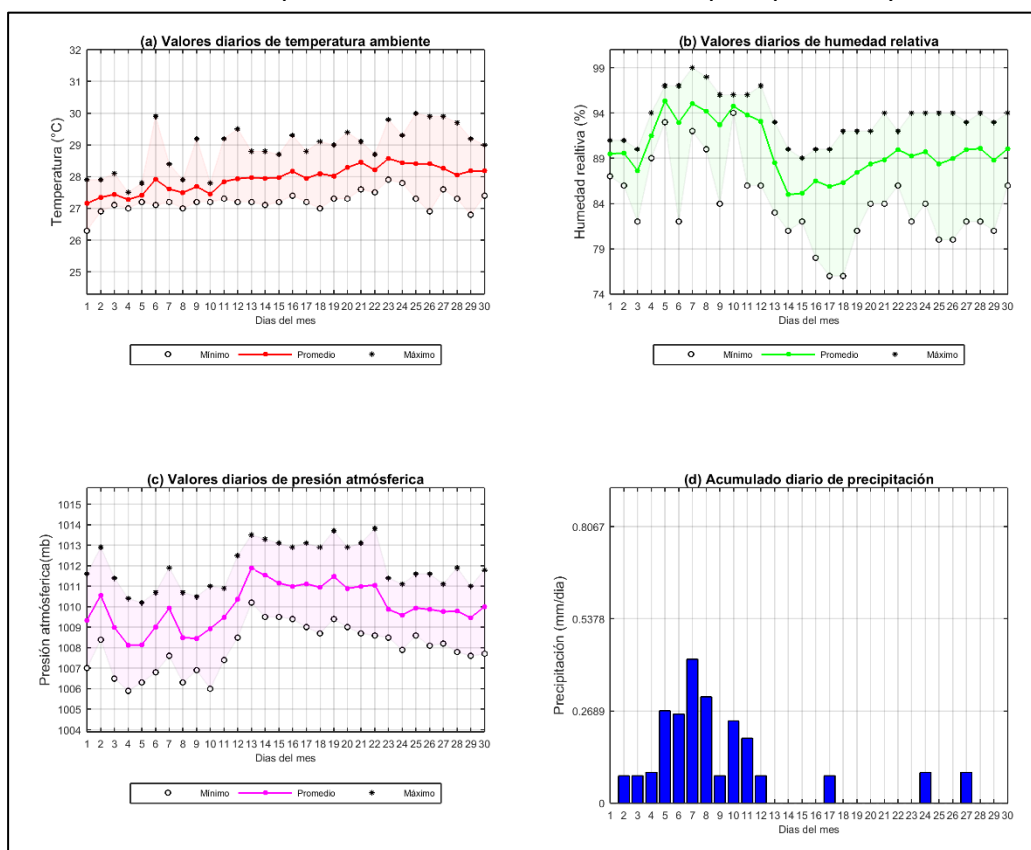 (a) Valores diarios de temperatura ambiente
32
31
30
29
28
27
26
25
Temperatura (°C)
1 2 3 4 5 6 7 8 9 10 11 12 13 14 15 16 17 18 19 20 21 22 23 24 25 26 27 28 29 30
Dias del mes
Mínimo Promedio Máximo
(b) Valores diarios de humedad relativa
99
94
89
84
79
74
Humedad realltiva (%)
1 2 3 4 5 6 7 8 9 10 11 12 13 14 15 16 17 18 19 20 21 22 23 24 25 26 27 28 29 30
Dias del mes
Mínimo Promedio Máximo
(c) Valores diarios de presión atmósferica
1015
1014
1013
1012
1011
1010
1009
1008
1007
1006
1005
1004
Presión atmósferica(mb)
1 2 3 4 5 6 7 8 9 10 11 12 13 14 15 16 17 18 19 20 21 22 23 24 25 26 27 28 29 30
Dias del mes
Mínimo Promedio Máximo
(d) Acumulado diario de precipitación
0.8067
0.5378
0.2689
0
Precipitación (mm/dia)
1 2 3 4 5 6 7 8 9 10 11 12 13 14 15 16 17 18 19 20 21 22 23 24 25 26 27 28 29 30
Dias del mes